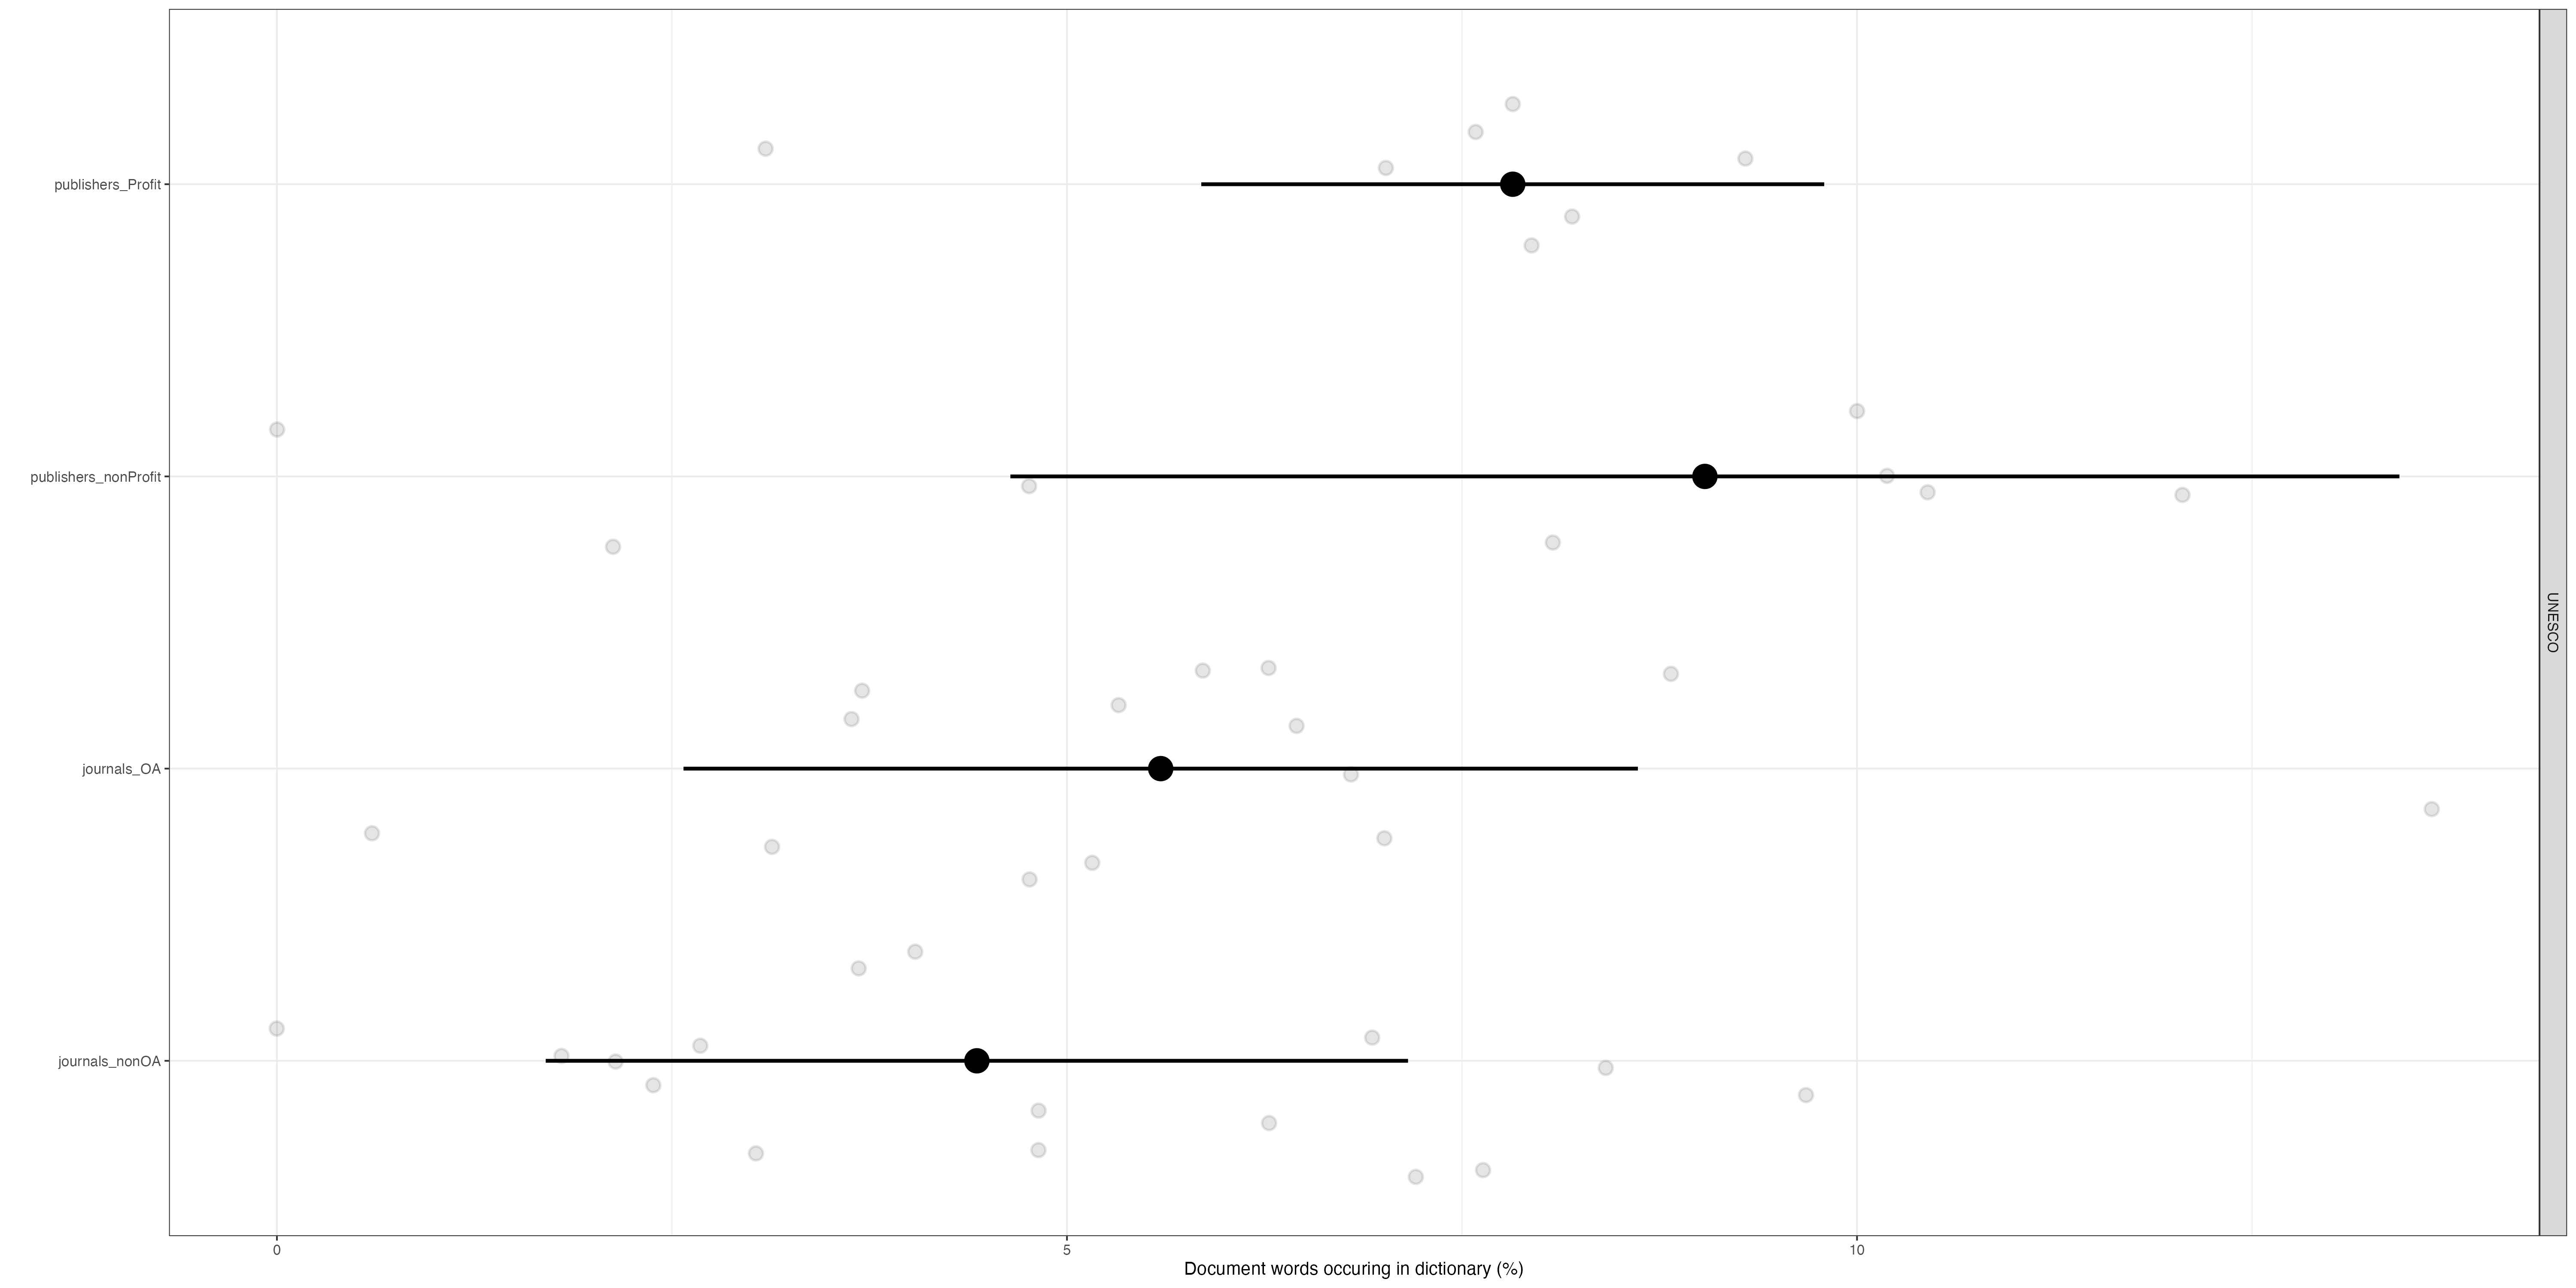 publishers_Profit
publishers_nonProfit
journals_OA
journals_nonOA
0
5
10
Document words occuring in dictionary (%)
UNESCO